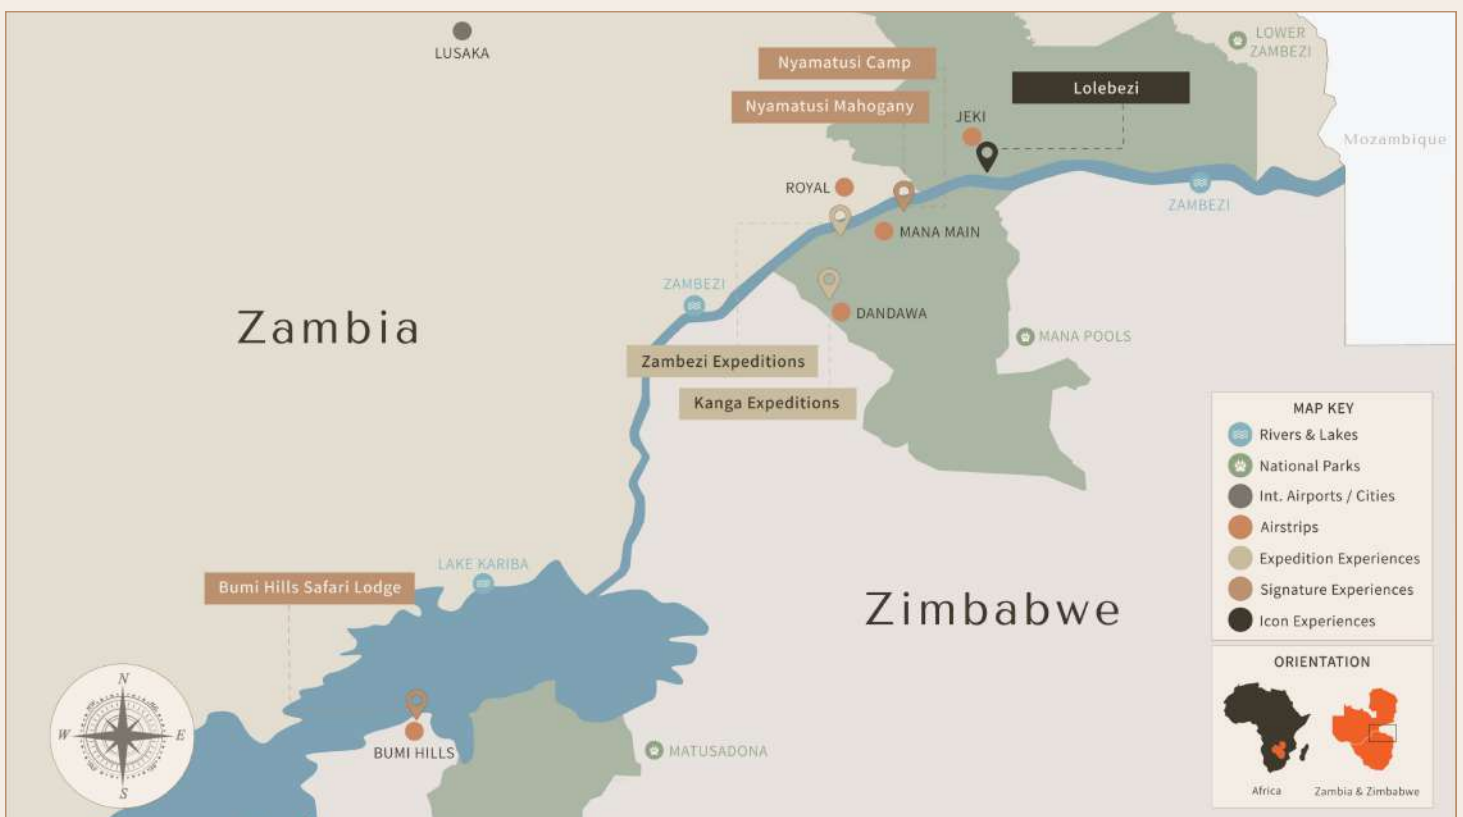 LUSAKA
LOWER
ZAMBEZI
Nyamatusi Camp
Lolebezi
Nyamatusi Mahogany
JEKI
Mozambique
ROYAL
ZAMBEZI
MANA MAIN
ZAMBEZI
DANDAWA
Zambia
MANA POOLS
Zambezi Expeditions
Kanga Expeditions
MAP KEY
Rivers & Lakes
National Parks
Int. Airports / Cities
Airstrips
Expedition Experiences
Signature Experiences
Icon Experiences
LAKE KARIBA
Bumi Hills Safari Lodge
Zimbabwe
ORIENTATION
Africa
Zambia & Zimbabwe
N
W
E
S
BUMI HILLS
MATUSADONA